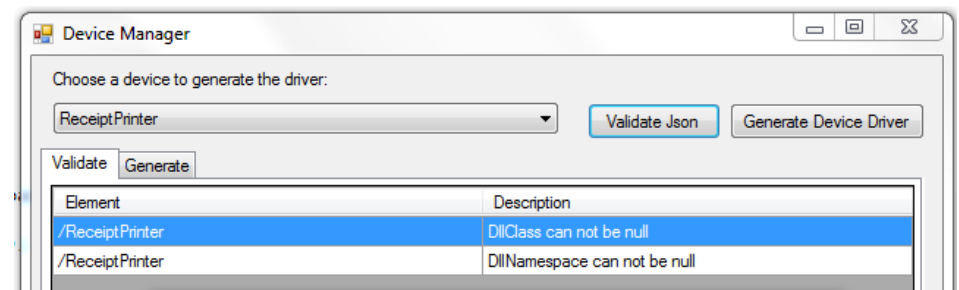 Device Manager
Choose a device to generate the driver:
ReceiptPrinter
Validate Json
Generate Device Driver
Validate
Generate
Element
Description
/ReceiptPrinter
DllClass can not be null
/ReceiptPrinter
DllNamespace can not be null